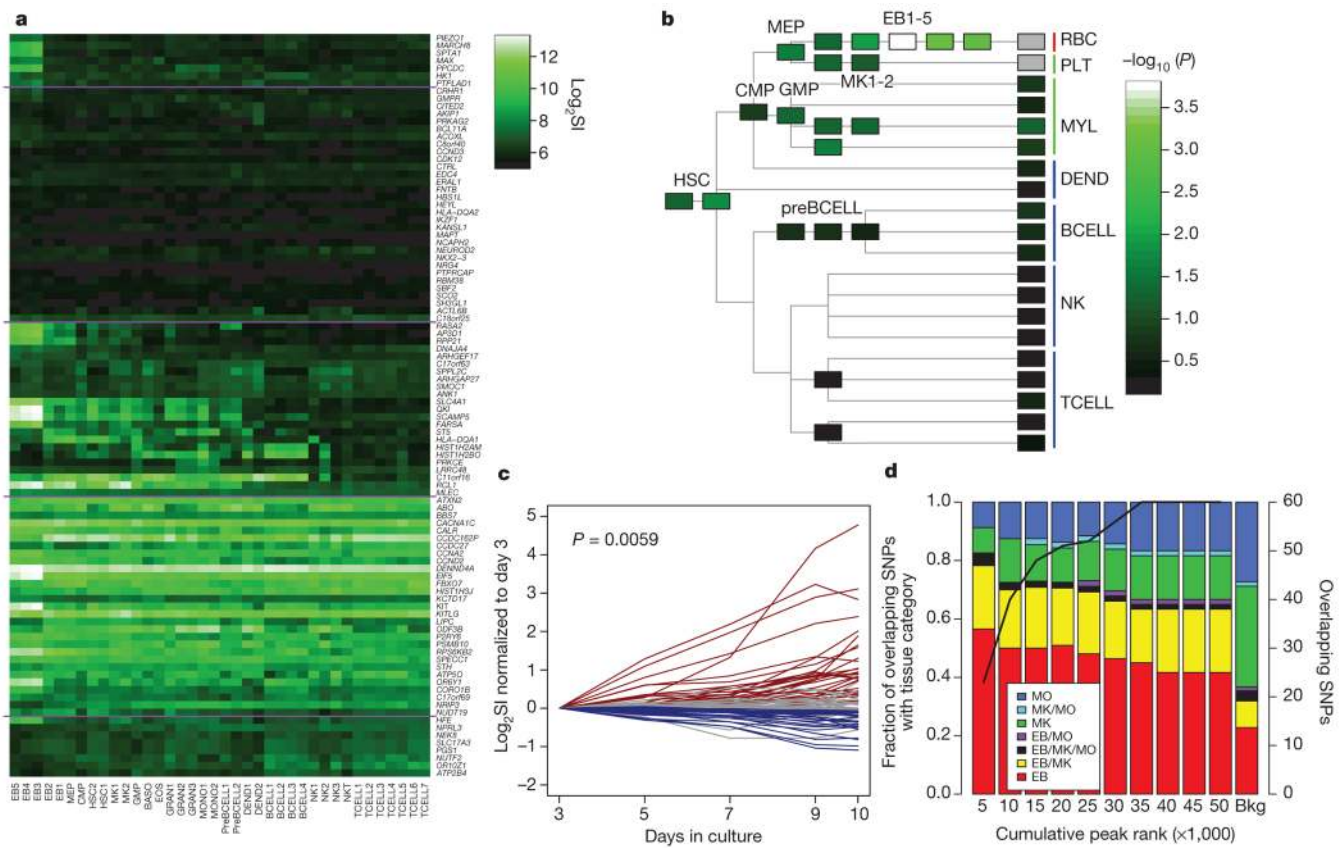 a
PIEZO1
MARCH8
SPTA1
MAX
PPCDC
HK1
PTPLAD1
CRHR1
GMPR
CITED2
AKIP1
PRKAG2
BCL11A
ACOXL
C8orf40
CCND3
CDK12
CTRL
EDC4
ERAL1
FNTB
HBS1L
HEYL
HLA-DQA2
IKZF1
KANSL1
MAPT
NCAPH2
NEUROD2
NKX2-3
NRG4
PTPRCAP
RBM38
SBF2
SCO2
SH3GL1
ACTL6B
C18orf25
RASA2
AP3D1
RPP21
DNAJA4
ARHGEF17
C17orf63
SPPL2C
ARHGAP27
SMOC1
ANK1
SLC4A1
QKI
SCAMP5
FARSA
ST5
HLA-DQA1
HIST1H2AM
HIST1H2BO
PRKCE
LRRC48
C11orf16
RCL1
MLEC
ATXN2
ABO
BBS7
CACNA1C
CALR
CCDC162P
CCDC27
CCNA2
CCND2
DENND4A
EIF5
FBXO7
HIST1H3J
KCTD17
KIT
KITLG
LIPC
ODF3B
P2RY6
PSMB10
RPS6KB2
SPECC1
STH
ATP5O
OR6Y1
CORO1B
C17orf69
NRIP3
NUDT19
HFE
NPRL3
NEK8
SLC17A3
PGS1
NUTF2
OR10Z1
ATP2B4
EB5
EB4
EB3
EB2
EB1
MEP
CMP
HSC2
HSC1
MK1
MK2
GMP
BASO
EOS
GRAN1
GRAN2
GRAN3
MONO1
MONO2
PreBCELL1
PreBCELL2
DEND1
DEND2
BCELL1
BCELL2
BCELL3
BCELL4
NK1
NK2
NK3
NKT
TCELL1
TCELL2
TCELL3
TCELL4
TCELL5
TCELL6
TCELL7
12
10
8
6
Log2SI
b
EB1-5
MEP
RBC
PLT
MK1-2
CMP GMP
MYL
DEND
HSC
preBCELL
BCELL
NK
TCELL
–log10 (P)
3.5
3.0
2.5
2.0
1.5
1.0
0.5
c
P = 0.0059
Log2SI normalized to day 3
5
4
3
2
1
0
−1
−2
3 5 7 9 10
Days in culture
d
Fraction of overlapping SNPs
with tissue category
1.0
0.8
0.6
0.4
0.2
0.0
MO
MK/MO
MK
EB/MO
EB/MK/MO
EB/MK
EB
60
50
40
30
20
10
0
Overlapping SNPs
5 10 15 20 25 30 35 40 45 50 Bkg
Cumulative peak rank (×1,000)